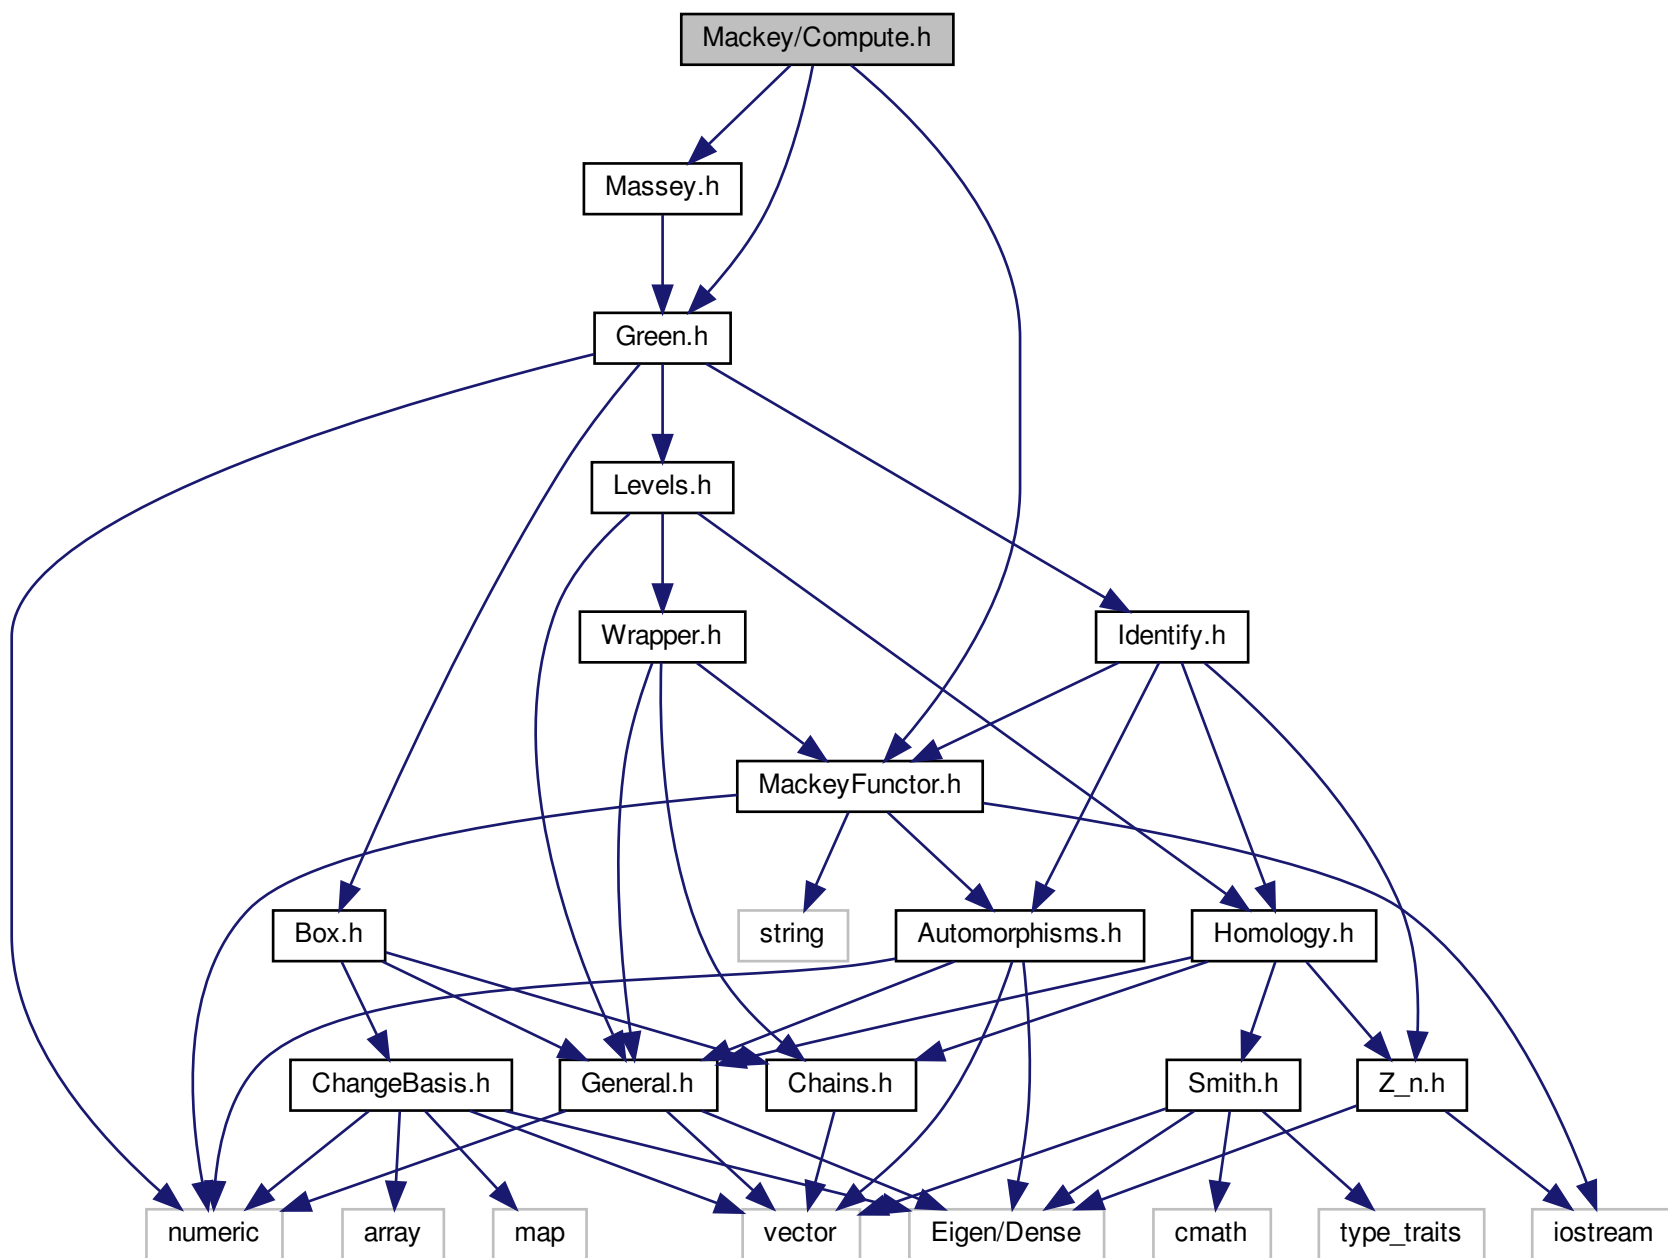 Mackey/Compute.h
Massey.h
Green.h
Levels.h
Wrapper.h
Identify.h
MackeyFunctor.h
Box.h
string
Automorphisms.h
Homology.h
ChangeBasis.h
General.h
Chains.h
Smith.h
Z_n.h
numeric
array
map
vector
Eigen/Dense
cmath
type_traits
iostream